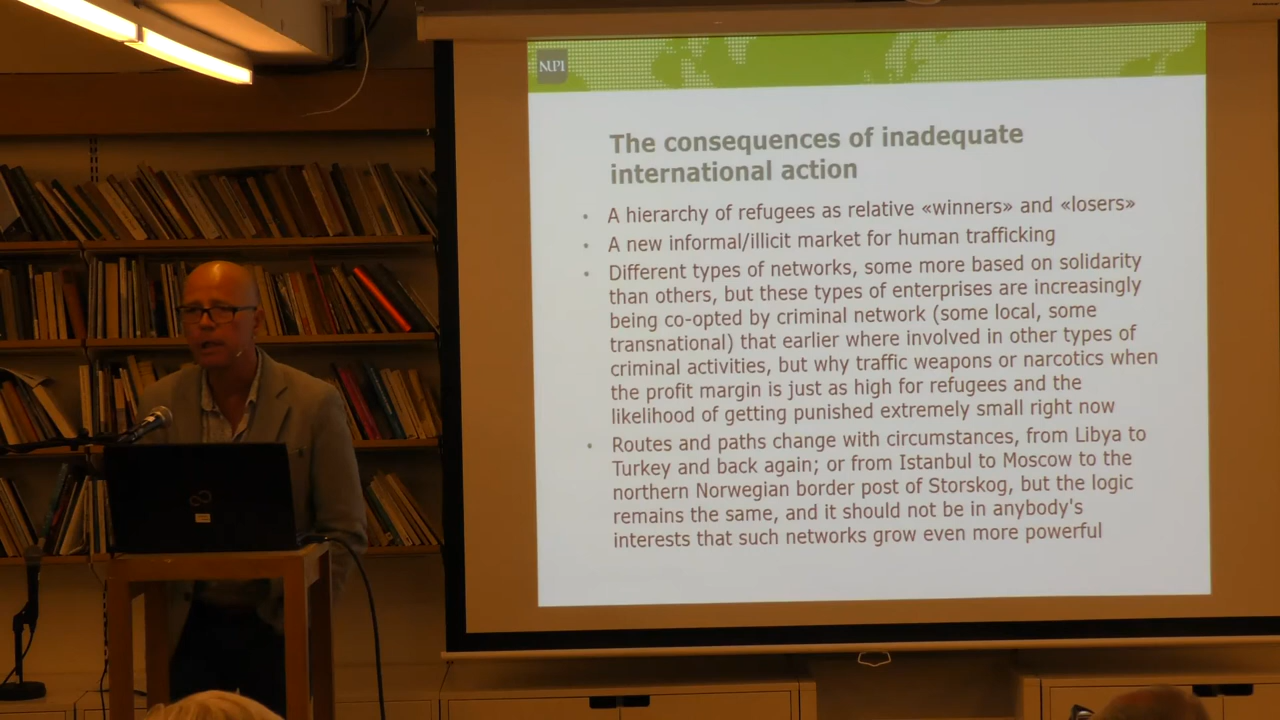 NUPI
The consequences of inadequate
international action
• A hierarchy of refugees as relative «winners» and «losers»
• A new informal/illicit market for human trafficking
• Different types of networks, some more based on solidarity
than others, but these types of enterprises are increasingly
being co-opted by criminal network (some local, some
transnational) that earlier where involved in other types of
criminal activities, but why traffic weapons or narcotics when
the profit margin is just as high for refugees and the
likelihood of getting punished extremely small right now
• Routes and paths change with circumstances, from Libya to
Turkey and back again; or from Istanbul to Moscow to the
northern Norwegian border post of Storskog, but the logic
remains the same, and it should not be in anybody's
interests that such networks grow even more powerful